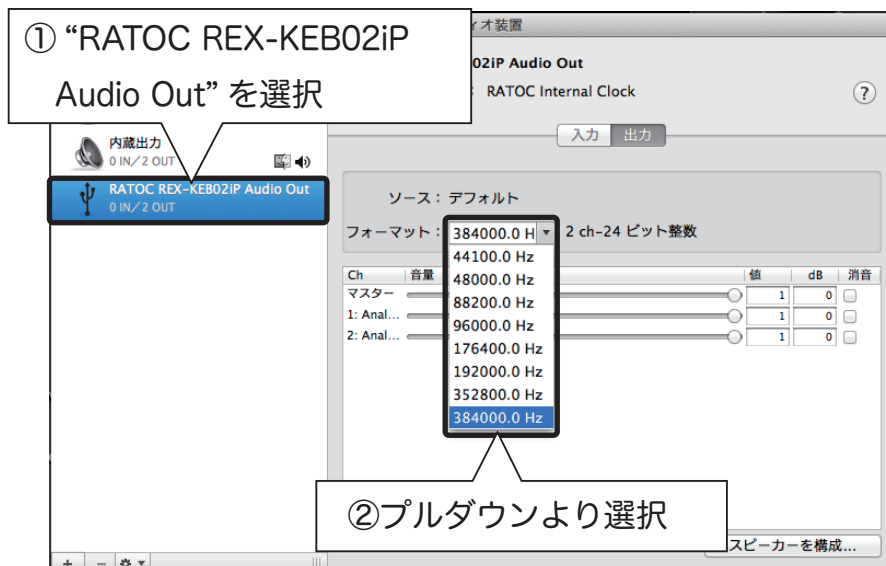 ① “RATOC REX-KEB02iP
Audio Out” を選択
ィオ装置
02iP Audio Out
RATOC Internal Clock
?
入力 出力
内蔵出力
0 IN／2 OUT
RATOC REX-KEB02iP Audio Out
0 IN／2 OUT
ソース： デフォルト
フォーマット： 384000.0 H 2 ch-24 ビット整数
44100.0 Hz
48000.0 Hz
88200.0 Hz
96000.0 Hz
176400.0 Hz
192000.0 Hz
352800.0 Hz
384000.0 Hz
Ch 音量 値 dB 消音
マスター 1 0
1: Anal... 1 0
2: Anal... 1 0
②プルダウンより選択
スピーカーを構成...